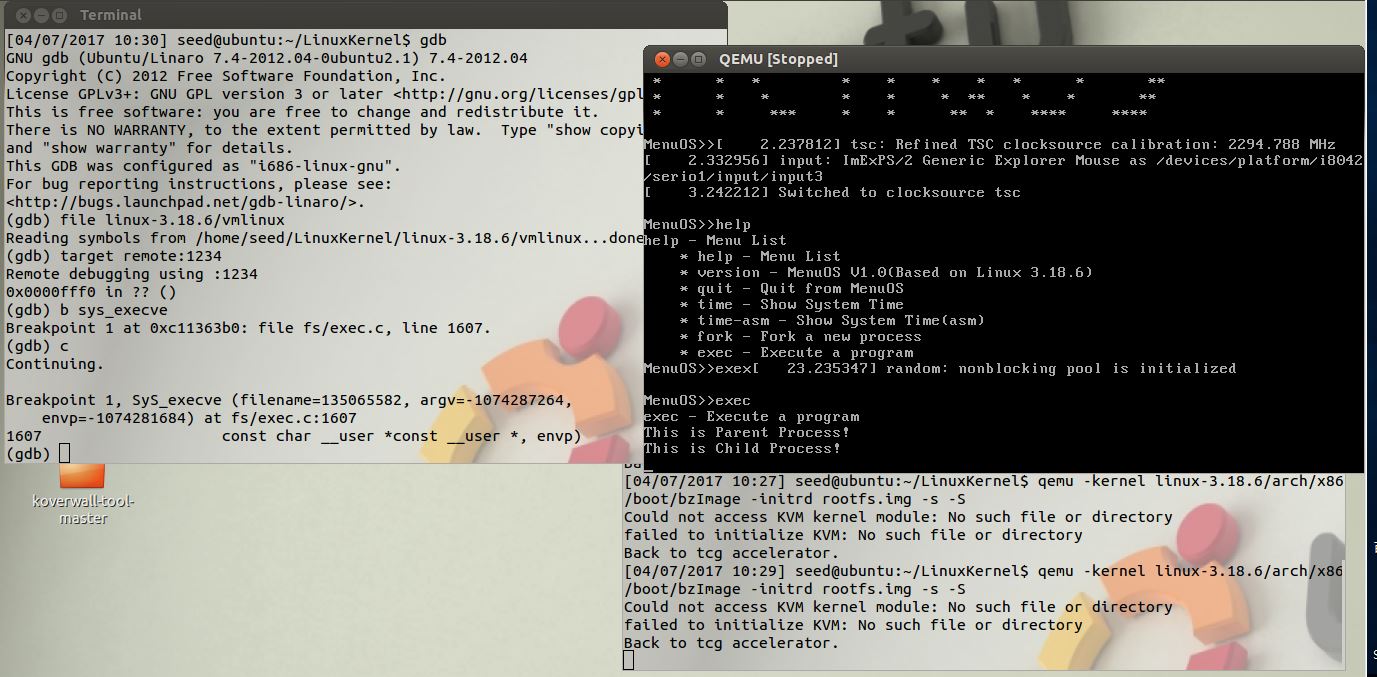 Terminal
[04/07/2017 10:30] seed@ubuntu:~/LinuxKernel$ gdb
GNU gdb (Ubuntu/Linaro 7.4-2012.04-0ubuntu2.1) 7.4-2012.04
Copyright (C) 2012 Free Software Foundation, Inc.
License GPLv3+: GNU GPL version 3 or later <http://gnu.org/licenses/gpl
This is free software: you are free to change and redistribute it.
There is NO WARRANTY, to the extent permitted by law.  Type "show copyi
and "show warranty" for details.
This GDB was configured as "i686-linux-gnu".
For bug reporting instructions, please see:
<http://bugs.launchpad.net/gdb-linaro/>.
(gdb) file linux-3.18.6/vmlinux
Reading symbols from /home/seed/LinuxKernel/linux-3.18.6/vmlinux...done
(gdb) target remote:1234
Remote debugging using :1234
0x0000fff0 in ?? ()
(gdb) b sys_execve
Breakpoint 1 at 0xc11363b0: file fs/exec.c, line 1607.
(gdb) c
Continuing.
Breakpoint 1, SyS_execve (filename=135065582, argv=-1074287264,
envp=-1074281684) at fs/exec.c:1607
1607                    const char __user *const __user *, envp)
(gdb)
koverwall-tool-
master
QEMU [Stopped]
*       *   *         *    *    *    *   *      *       **
*       *    *        *    *     *  **    *    *       **
*       *     ***     *    *      **  *    ****     ****
MenuOS>>[    2.237812] tsc: Refined TSC clocksource calibration: 2294.788 MHz
[    2.332956] input: ImExPS/2 Generic Explorer Mouse as /devices/platform/i8042
/serio1/input/input3
[    3.242212] Switched to clocksource tsc
MenuOS>>help
help - Menu List
* help - Menu List
* version - MenuOS V1.0(Based on Linux 3.18.6)
* quit - Quit from MenuOS
* time - Show System Time
* time-asm - Show System Time(asm)
* fork - Fork a new process
* exec - Execute a program
MenuOS>>exex[   23.235347] random: nonblocking pool is initialized
MenuOS>>exec
exec - Execute a program
This is Parent Process!
This is Child Process!
[04/07/2017 10:27] seed@ubuntu:~/LinuxKernel$ qemu -kernel linux-3.18.6/arch/x86
/boot/bzImage -initrd rootfs.img -s -S
Could not access KVM kernel module: No such file or directory
failed to initialize KVM: No such file or directory
Back to tcg accelerator.
[04/07/2017 10:29] seed@ubuntu:~/LinuxKernel$ qemu -kernel linux-3.18.6/arch/x86
/boot/bzImage -initrd rootfs.img -s -S
Could not access KVM kernel module: No such file or directory
failed to initialize KVM: No such file or directory
Back to tcg accelerator.